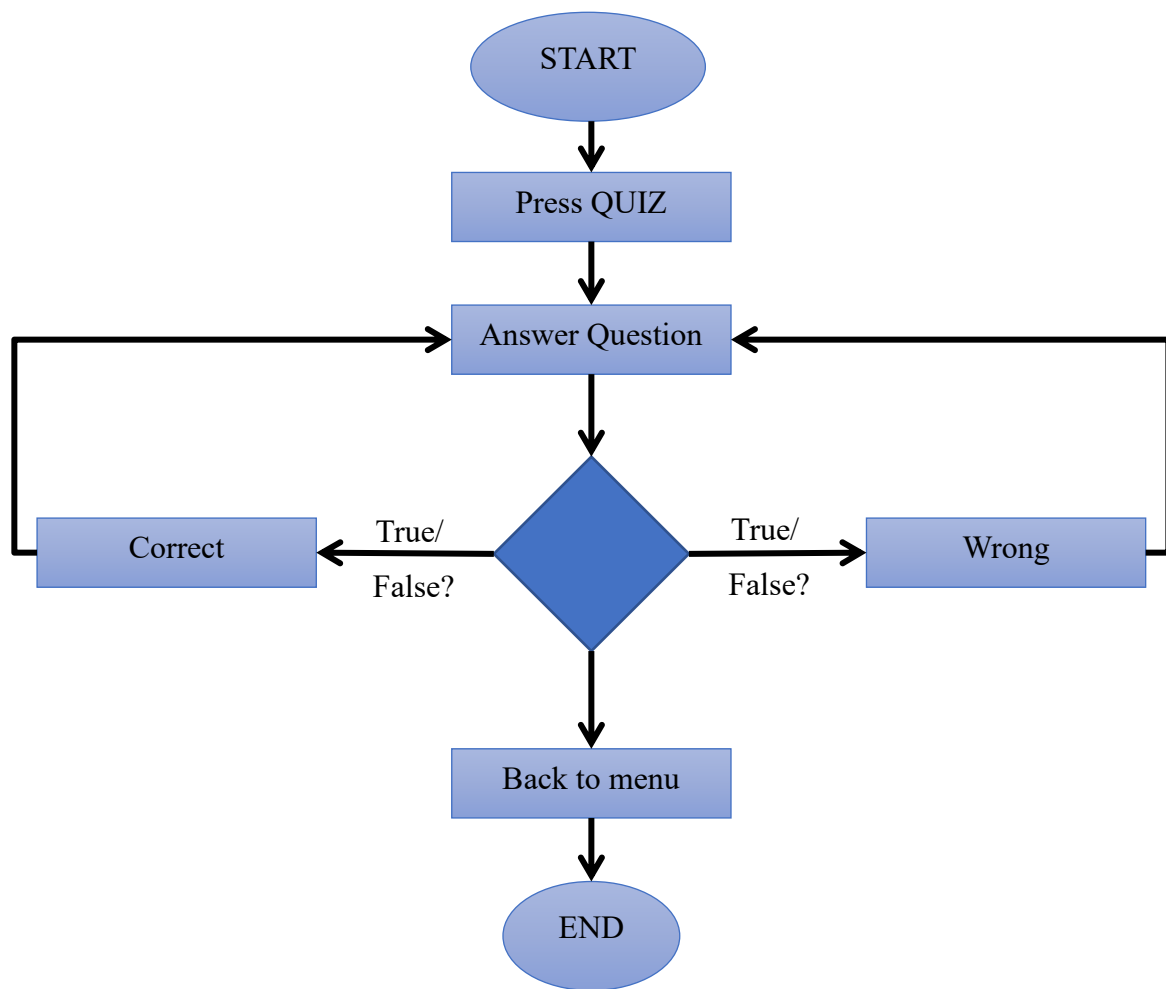 START
Press QUIZ
Answer Question
True/
False?
True/
False?
Correct
Wrong
Back to menu
END